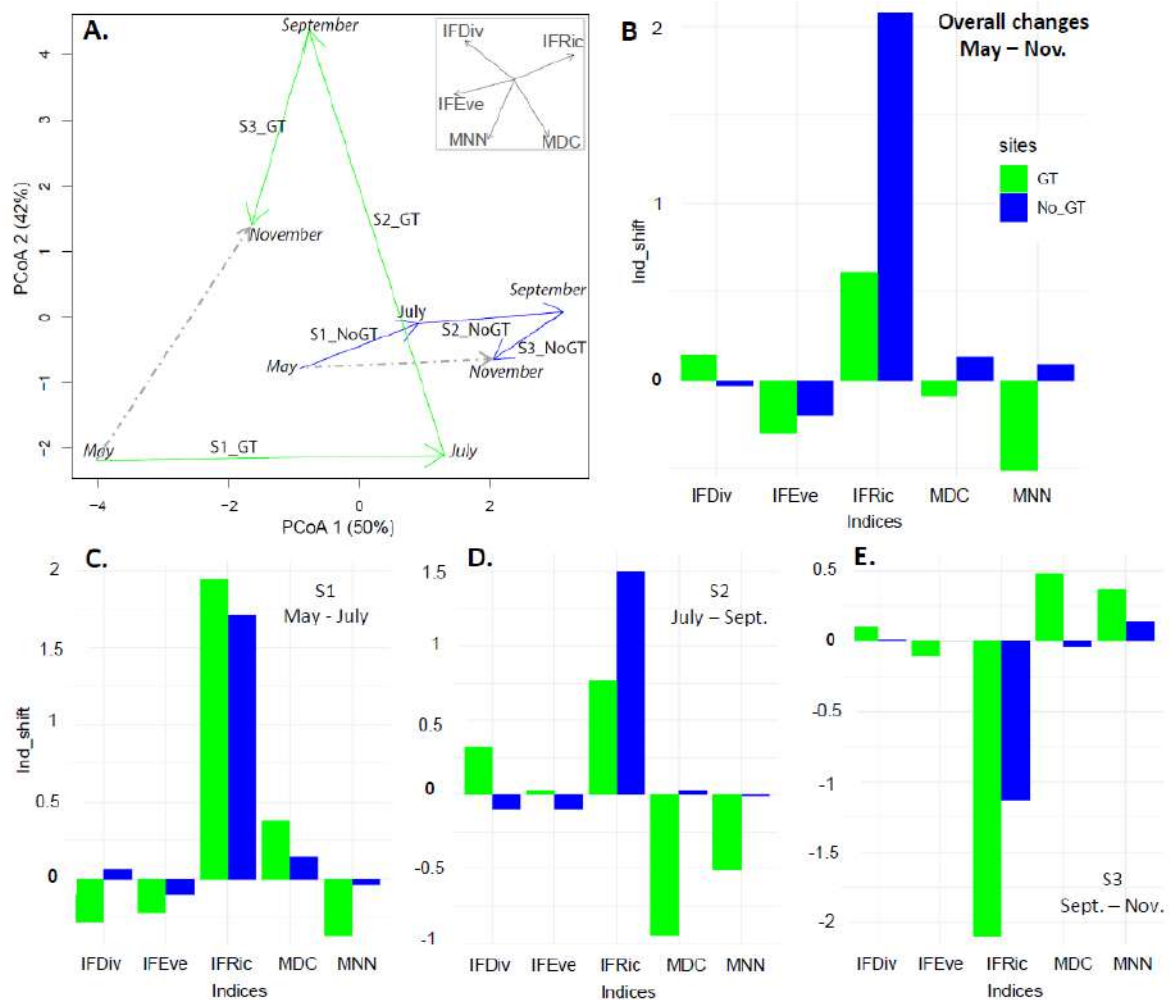 A.
September
IFDiv
IFRic
IFEve
MNN
MDC
S3_GT
S2_GT
November
September
July
S1_NoGT
S2_NoGT
S3_NoGT
May
November
May
S1_GT
July
PCoA 2 (42%)
4
3
2
1
0
−1
−2
−4
−2
0
2
PCoA 1 (50%)
B
Overall changes
May – Nov.
sites
GT
No_GT
Ind_shift
2
1
0
IFDiv
IFEve
IFRic
MDC
MNN
Indices
C.
S1
May - July
Ind_shift
2
1.5
1
0.5
0
IFDiv
IFEve
IFRic
MDC
MNN
Indices
D.
S2
July – Sept.
1.5
1
0.5
0
-0.5
-1
IFDiv
IFEve
IFRic
MDC
MNN
Indices
E.
S3
Sept. – Nov.
0.5
0
-0.5
-1
-1.5
-2
IFDiv
IFEve
IFRic
MDC
MNN
Indices